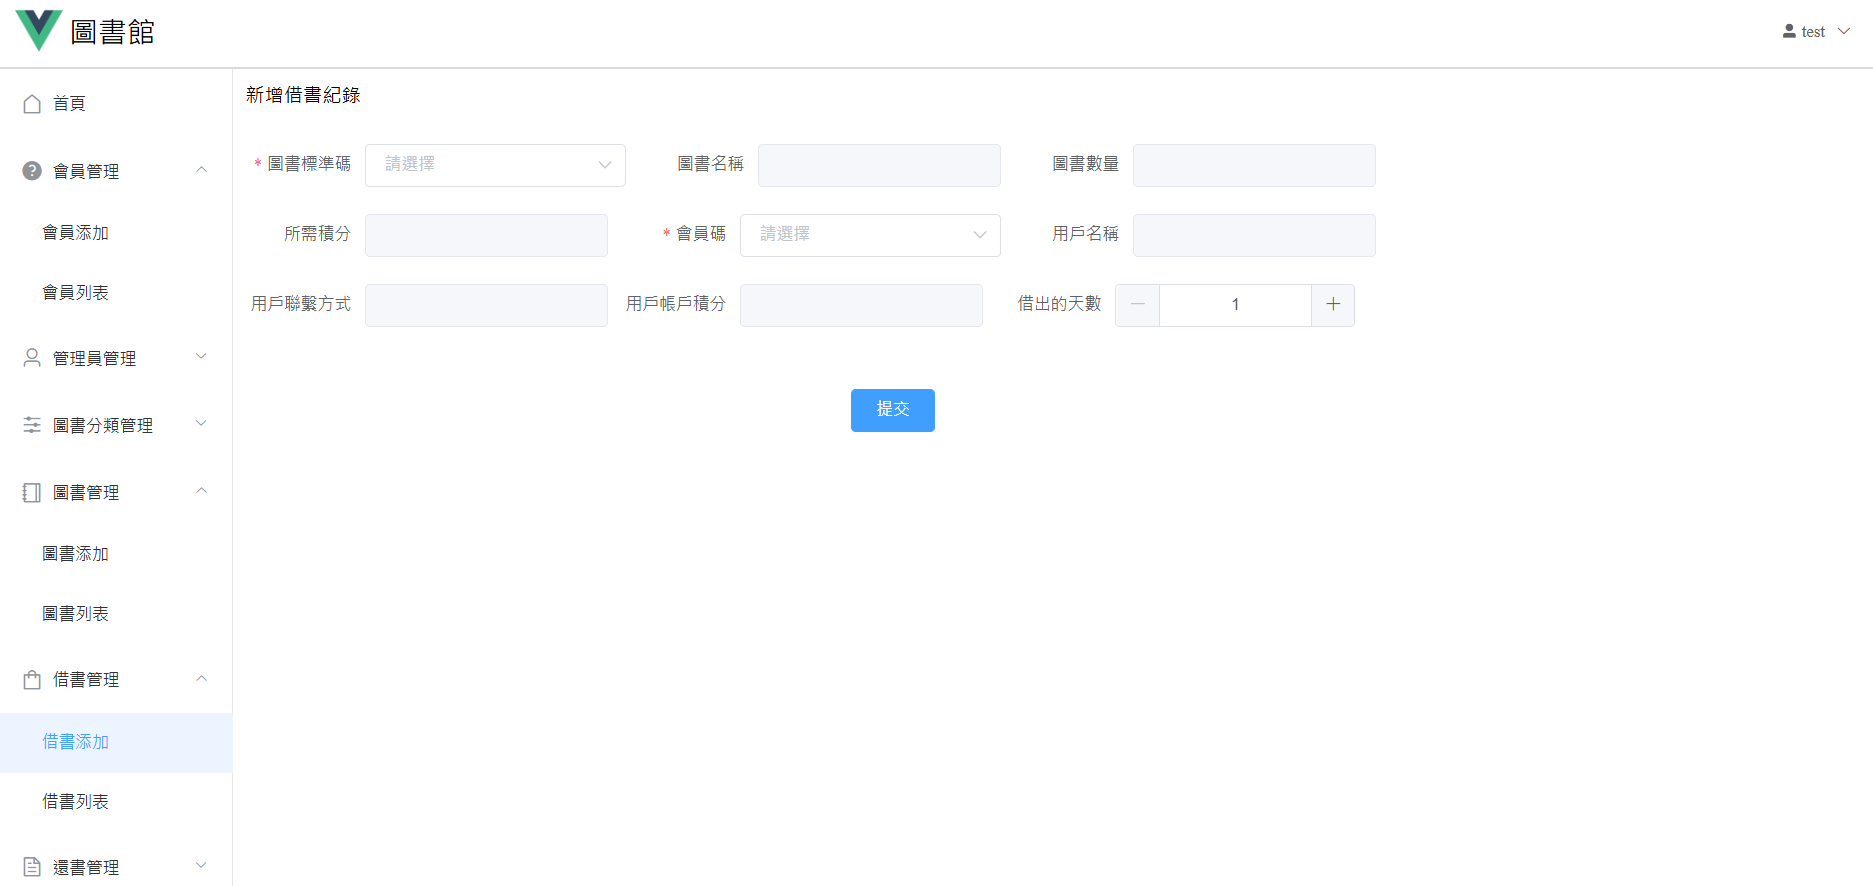 圖書館
test
首頁
會員管理
會員添加
會員列表
管理員管理
圖書分類管理
圖書管理
圖書添加
圖書列表
借書管理
借書添加
借書列表
還書管理
新增借書紀錄
* 圖書標準碼 請選擇 圖書名稱 圖書數量
所需積分 * 會員碼 請選擇 用戶名稱
用戶聯繫方式 用戶帳戶積分 借出的天數 1
提交